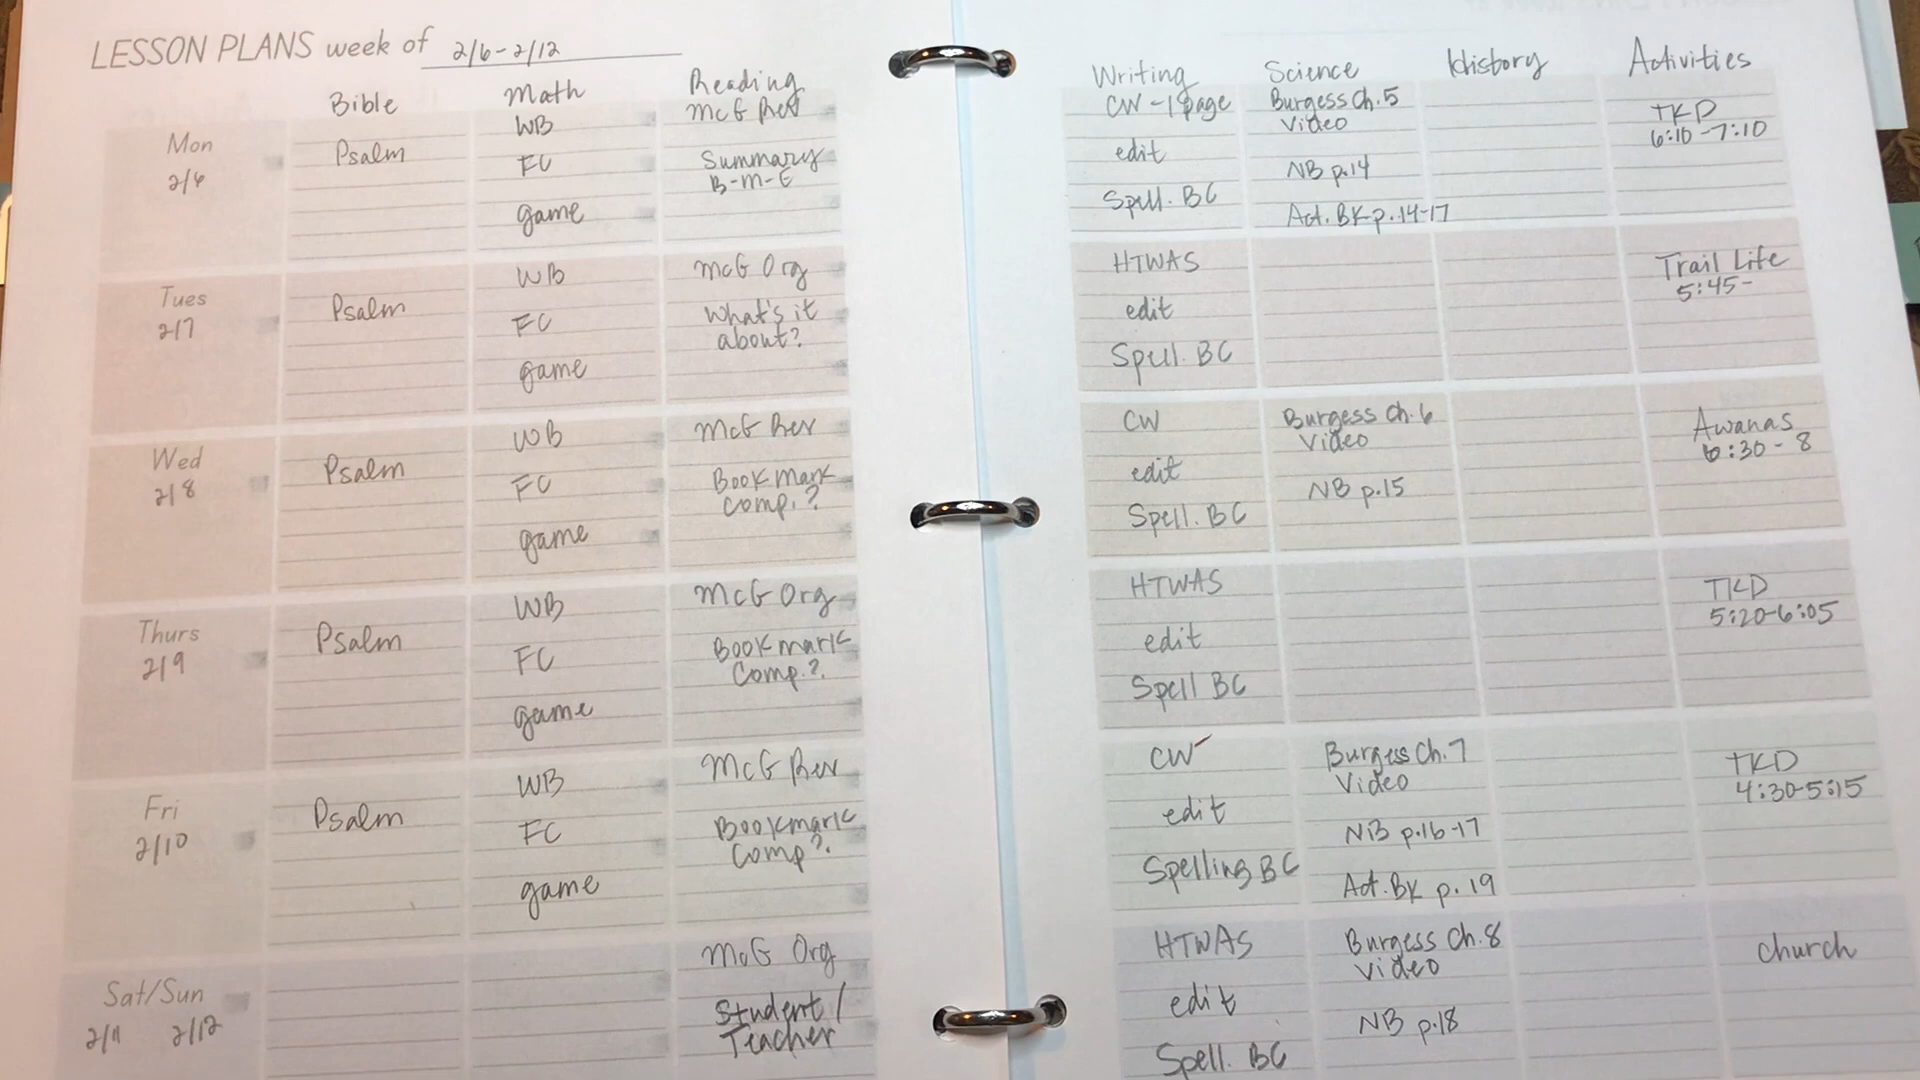 LESSON PLANS week of 2/6-2/12
Bible
Math
Reading
Mon
2/6
Psalm
WB
FC
game
McG Rev
Summary
B-M-E
Tues
2/7
Psalm
WB
FC
game
McG Org
What's it
about?
Wed
2/8
Psalm
WB
FC
game
McG Rev
Bookmark
Comp. ?
Thurs
2/9
Psalm
WB
FC
game
McG Org
Bookmark
Comp. ?
Fri
2/10
Psalm
WB
FC
game
McG Rev
Bookmark
Comp ?
Sat/Sun
2/11 2/12
McG Org
Student/
Teacher
Writing
Science
History
Activities
CW - 1 page
edit
Spell. BC
Burgess Ch. 5
Video
NB p.14
Act. BK p. 14-17
TKD
6:10-7:10
HTWAS
edit
Spell. BC
Trail Life
5:45-
CW
edit
Spell. BC
Burgess Ch. 6
Video
NB p.15
Awanas
6:30 - 8
HTWAS
edit
Spell BC
TKD
5:20-6:05
CW
edit
Spelling BC
Burgess Ch. 7
Video
NB p.16-17
Act. BK p. 19
TKD
4:30-5:15
HTWAS
edit
Spell. BC
Burgess Ch. 8
Video
NB p.18
Church